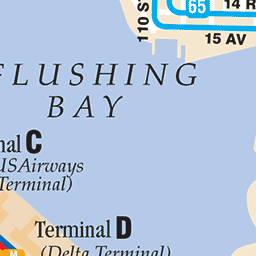 65
14 R
110 S
15 AV
FLUSHING
BAY
nal C
USAirways
Terminal)
Terminal D
(Delta Terminal)
M